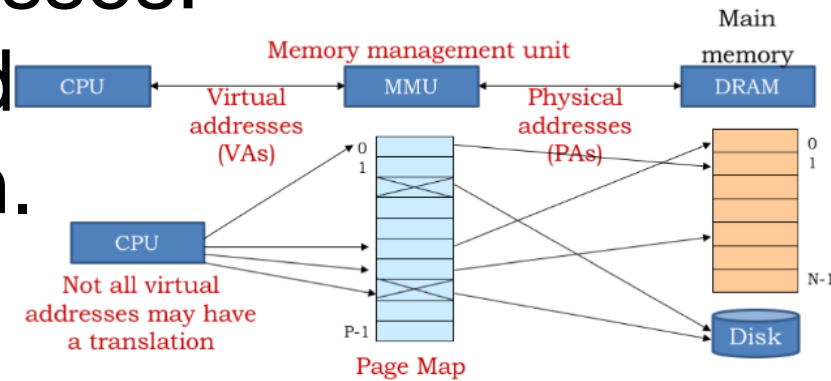 esses.
Main
Memory management unit
memory
d
CPU
MMU
DRAM
Virtual
addresses
(VAs)
Physical
addresses
(PAs)
0
1
0
1
n.
CPU
Not all virtual
addresses may have
a translation
P-1
N-1
Disk
Page Map